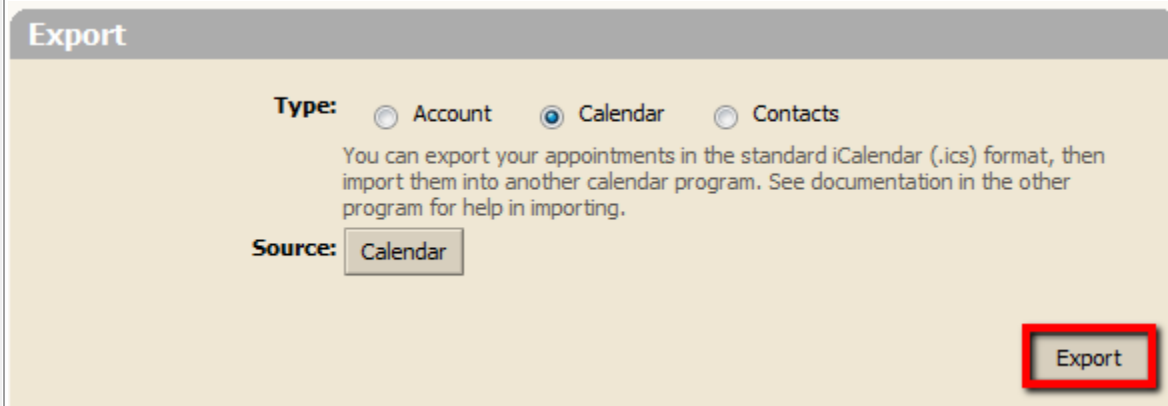 Export
Type: Account Calendar Contacts
You can export your appointments in the standard iCalendar (.ics) format, then
import them into another calendar program. See documentation in the other
program for help in importing.
Source: Calendar
Export